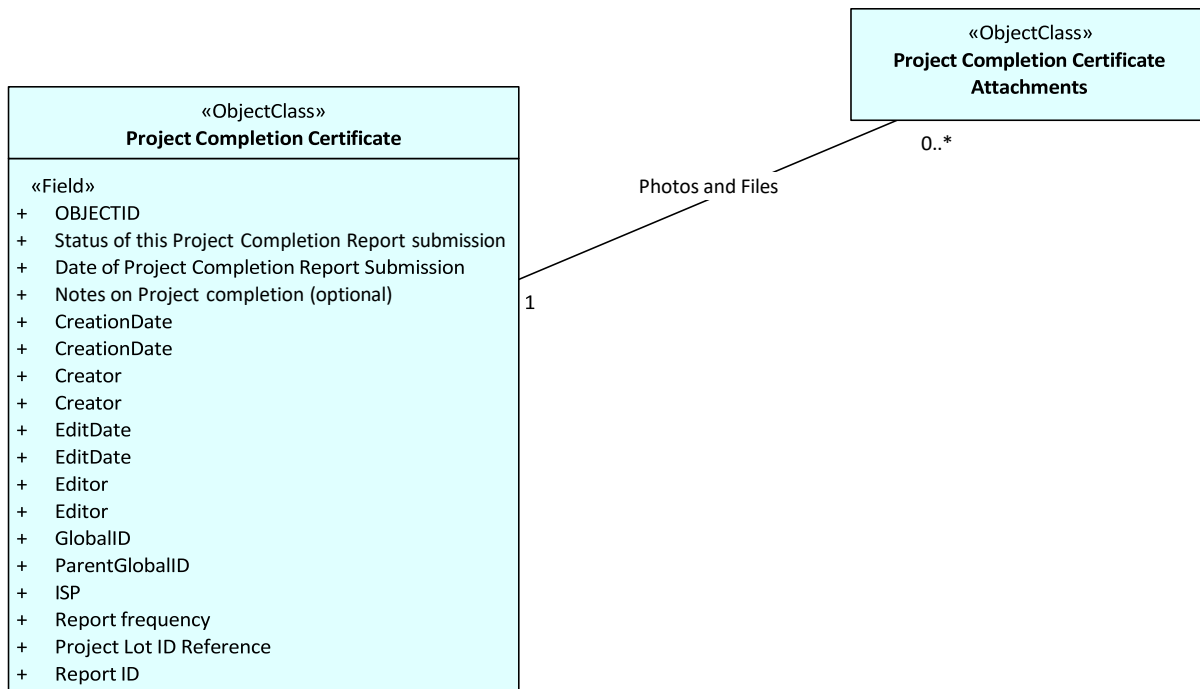 «ObjectClass»
Project Completion Certificate
Attachments
0..*
«ObjectClass»
Project Completion Certificate
Photos and Files
1
«Field»
+ OBJECTID
+ Status of this Project Completion Report submission
+ Date of Project Completion Report Submission
+ Notes on Project completion (optional)
+ CreationDate
+ CreationDate
+ Creator
+ Creator
+ EditDate
+ EditDate
+ Editor
+ Editor
+ GlobalID
+ ParentGlobalID
+ ISP
+ Report frequency
+ Project Lot ID Reference
+ Report ID